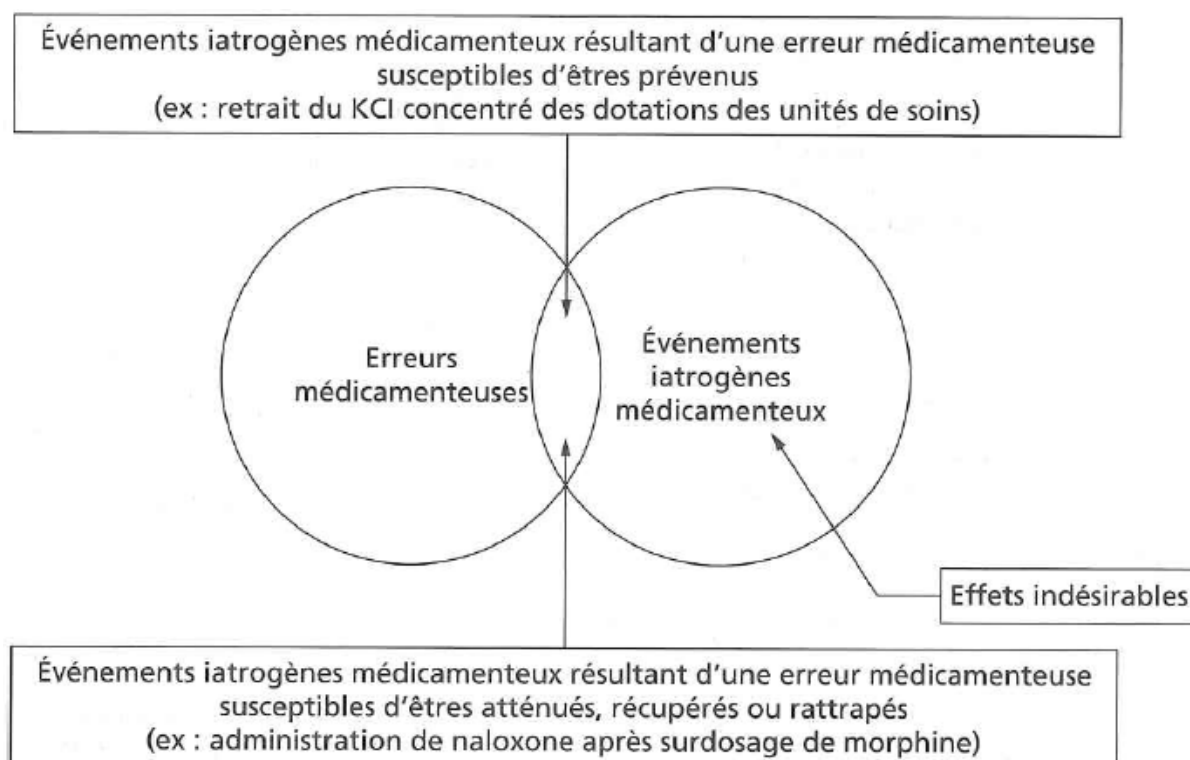 Événements iatrogènes médicamenteux résultant d'une erreur médicamenteuse
susceptibles d'êtres prévenus
(ex : retrait du KCI concentré des dotations des unités de soins)
Erreurs
médicamenteuses
Événements
iatrogènes
médicamenteux
Effets indésirables
Événements iatrogènes médicamenteux résultant d'une erreur médicamenteuse
susceptibles d'êtres atténués, récupérés ou rattrapés
(ex : administration de naloxone après surdosage de morphine)